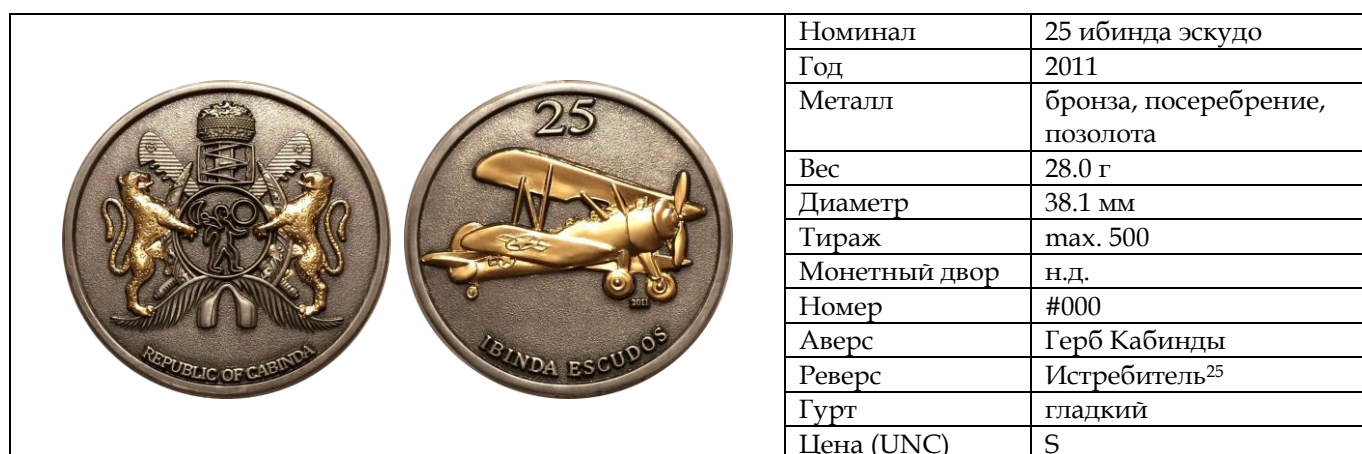 REPUBLIC OF CABINDA
25
2011
IBINDA ESCUDOS
Номинал 25 ибинда эскудо
Год 2011
Металл бронза, посеребрение,
позолота
Вес 28.0 г
Диаметр 38.1 мм
Тираж max. 500
Монетный двор н.д.
Номер #000
Аверс Герб Кабинды
Реверс Истребитель²⁵
Гурт гладкий
Цена (UNC) S